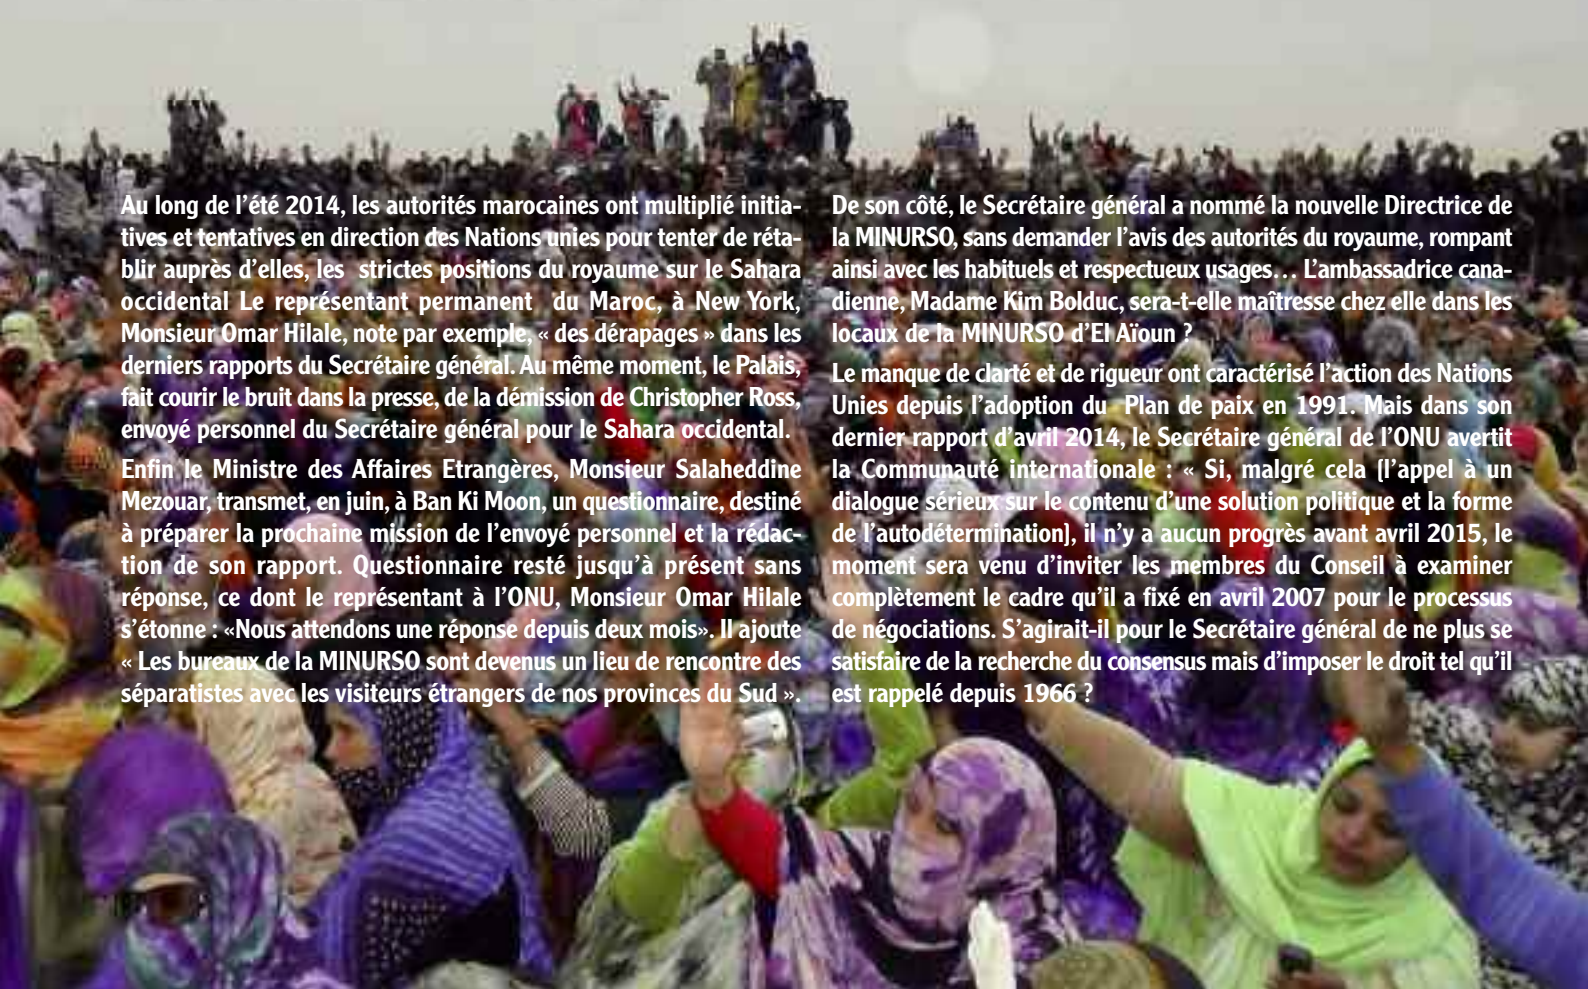 Au long de l'été 2014, les autorités marocaines ont multiplié initia-
tives et tentatives en direction des Nations unies pour tenter de réta-
blir auprès d'elles, les  strictes positions du royaume sur le Sahara
occidental Le représentant permanent  du Maroc, à New York,
Monsieur Omar Hilale, note par exemple, « des dérapages » dans les
derniers rapports du Secrétaire général. Au même moment, le Palais,
fait courir le bruit dans la presse, de la démission de Christopher Ross,
envoyé personnel du Secrétaire général pour le Sahara occidental.
Enfin le Ministre des Affaires Etrangères, Monsieur Salaheddine
Mezouar, transmet, en juin, à Ban Ki Moon, un questionnaire, destiné
à préparer la prochaine mission de l'envoyé personnel et la rédac-
tion de son rapport. Questionnaire resté jusqu'à présent sans
réponse, ce dont le représentant à l'ONU, Monsieur Omar Hilale
s'étonne : «Nous attendons une réponse depuis deux mois». Il ajoute
« Les bureaux de la MINURSO sont devenus un lieu de rencontre des
séparatistes avec les visiteurs étrangers de nos provinces du Sud ».
De son côté, le Secrétaire général a nommé la nouvelle Directrice de
la MINURSO, sans demander l'avis des autorités du royaume, rompant
ainsi avec les habituels et respectueux usages… L'ambassadrice cana-
dienne, Madame Kim Bolduc, sera-t-elle maîtresse chez elle dans les
locaux de la MINURSO d'El Aïoun ?
Le manque de clarté et de rigueur ont caractérisé l'action des Nations
Unies depuis l'adoption du  Plan de paix en 1991. Mais dans son
dernier rapport d'avril 2014, le Secrétaire général de l'ONU avertit
la Communauté internationale : « Si, malgré cela [l'appel à un
dialogue sérieux sur le contenu d'une solution politique et la forme
de l'autodétermination], il n'y a aucun progrès avant avril 2015, le
moment sera venu d'inviter les membres du Conseil à examiner
complètement le cadre qu'il a fixé en avril 2007 pour le processus
de négociations. S'agirait-il pour le Secrétaire général de ne plus se
satisfaire de la recherche du consensus mais d'imposer le droit tel qu'il
est rappelé depuis 1966 ?